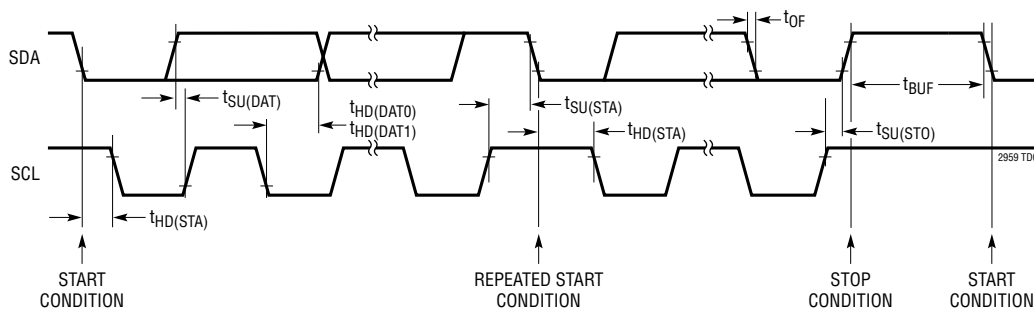 tOF
SDA
tBUF
tSU(DAT)
tHD(DAT0)
tHD(DAT1)
tSU(STA)
tHD(STA)
tSU(STO)
SCL
2959 TD
tHD(STA)
START
CONDITION
REPEATED START
CONDITION
STOP
CONDITION
START
CONDITION